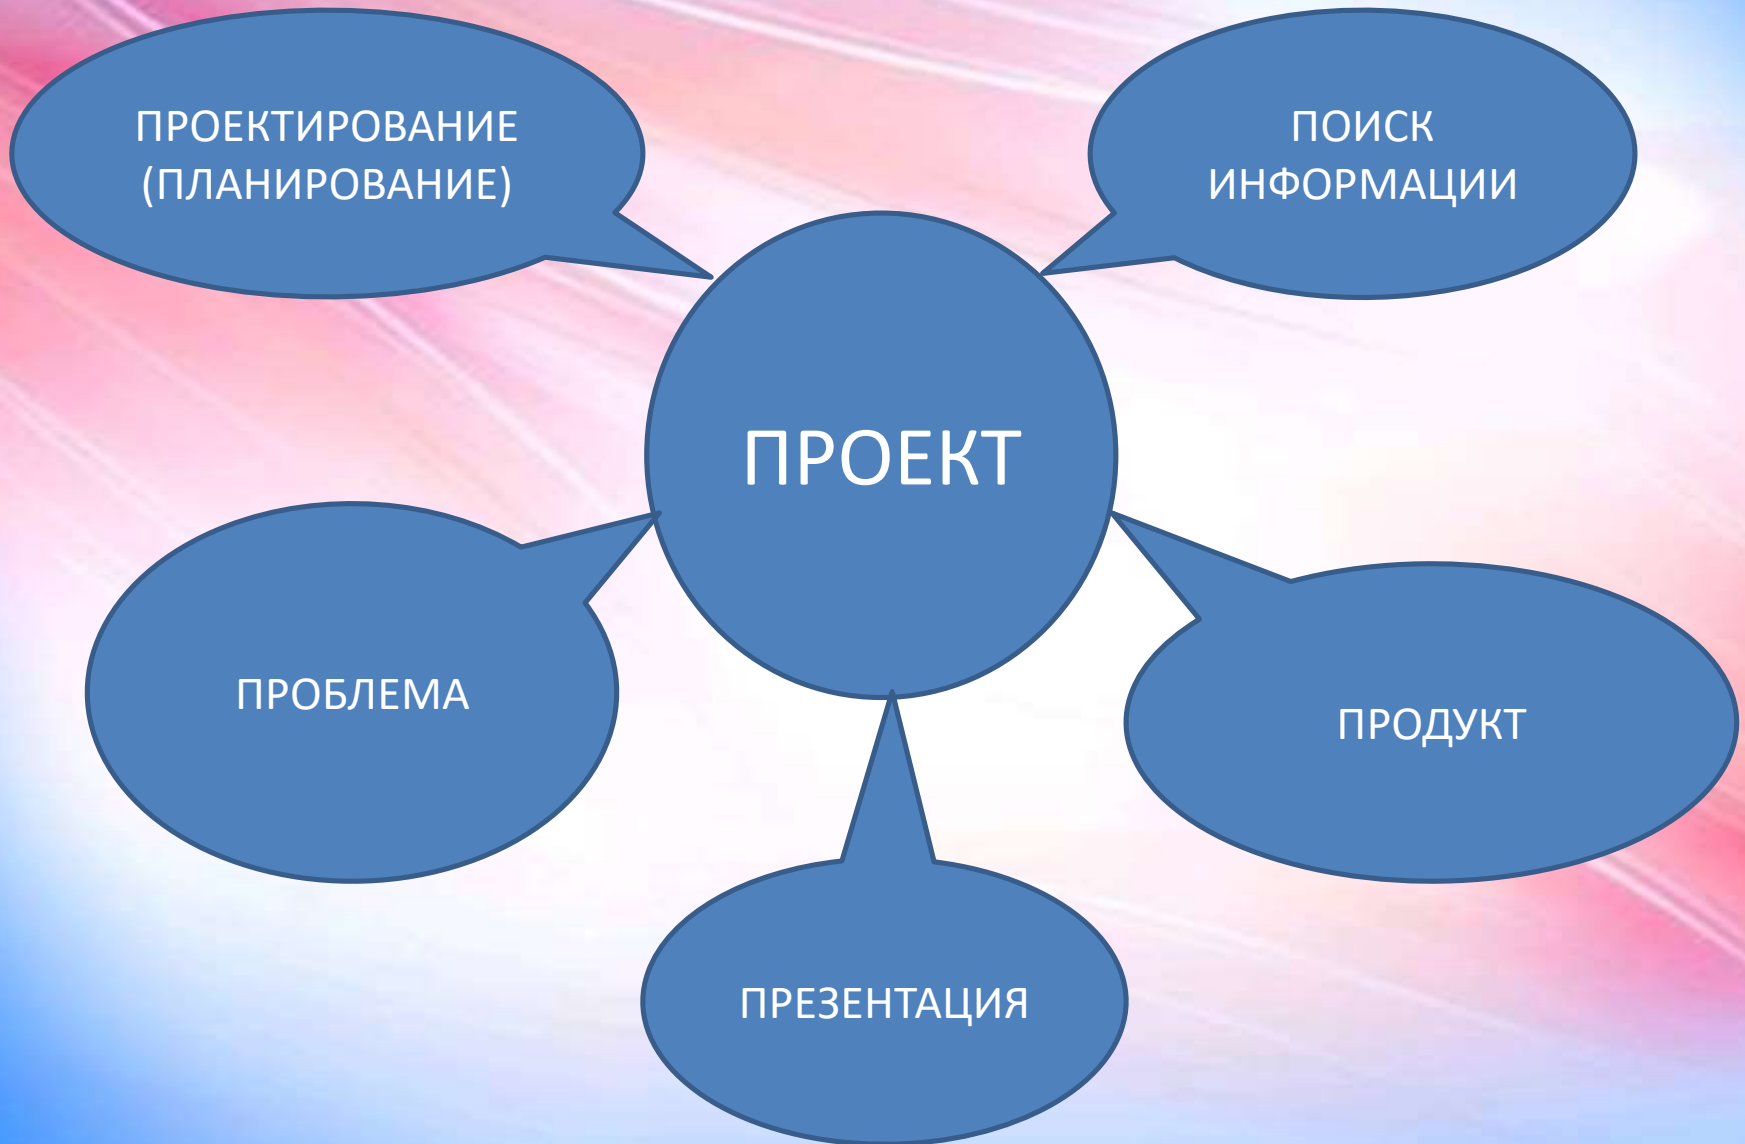 ПРОЕКТИРОВАНИЕ
(ПЛАНИРОВАНИЕ)
ПОИСК
ИНФОРМАЦИИ
ПРОЕКТ
ПРОБЛЕМА
ПРОДУКТ
ПРЕЗЕНТАЦИЯ